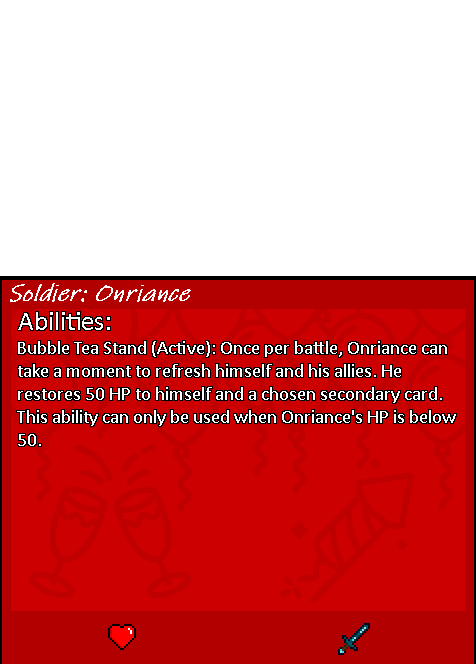 Soldier: Onriance
Abilities:
Bubble Tea Stand (Active): Once per battle, Onriance can
take a moment to refresh himself and his allies. He
restores 50 HP to himself and a chosen secondary card.
This ability can only be used when Onriance's HP is below
50.